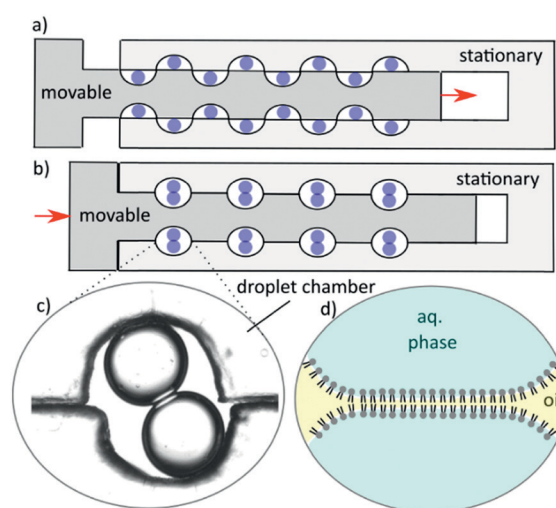 a)
stationary
movable
b)
stationary
movable
droplet chamber
c)
d)
aq.
phase